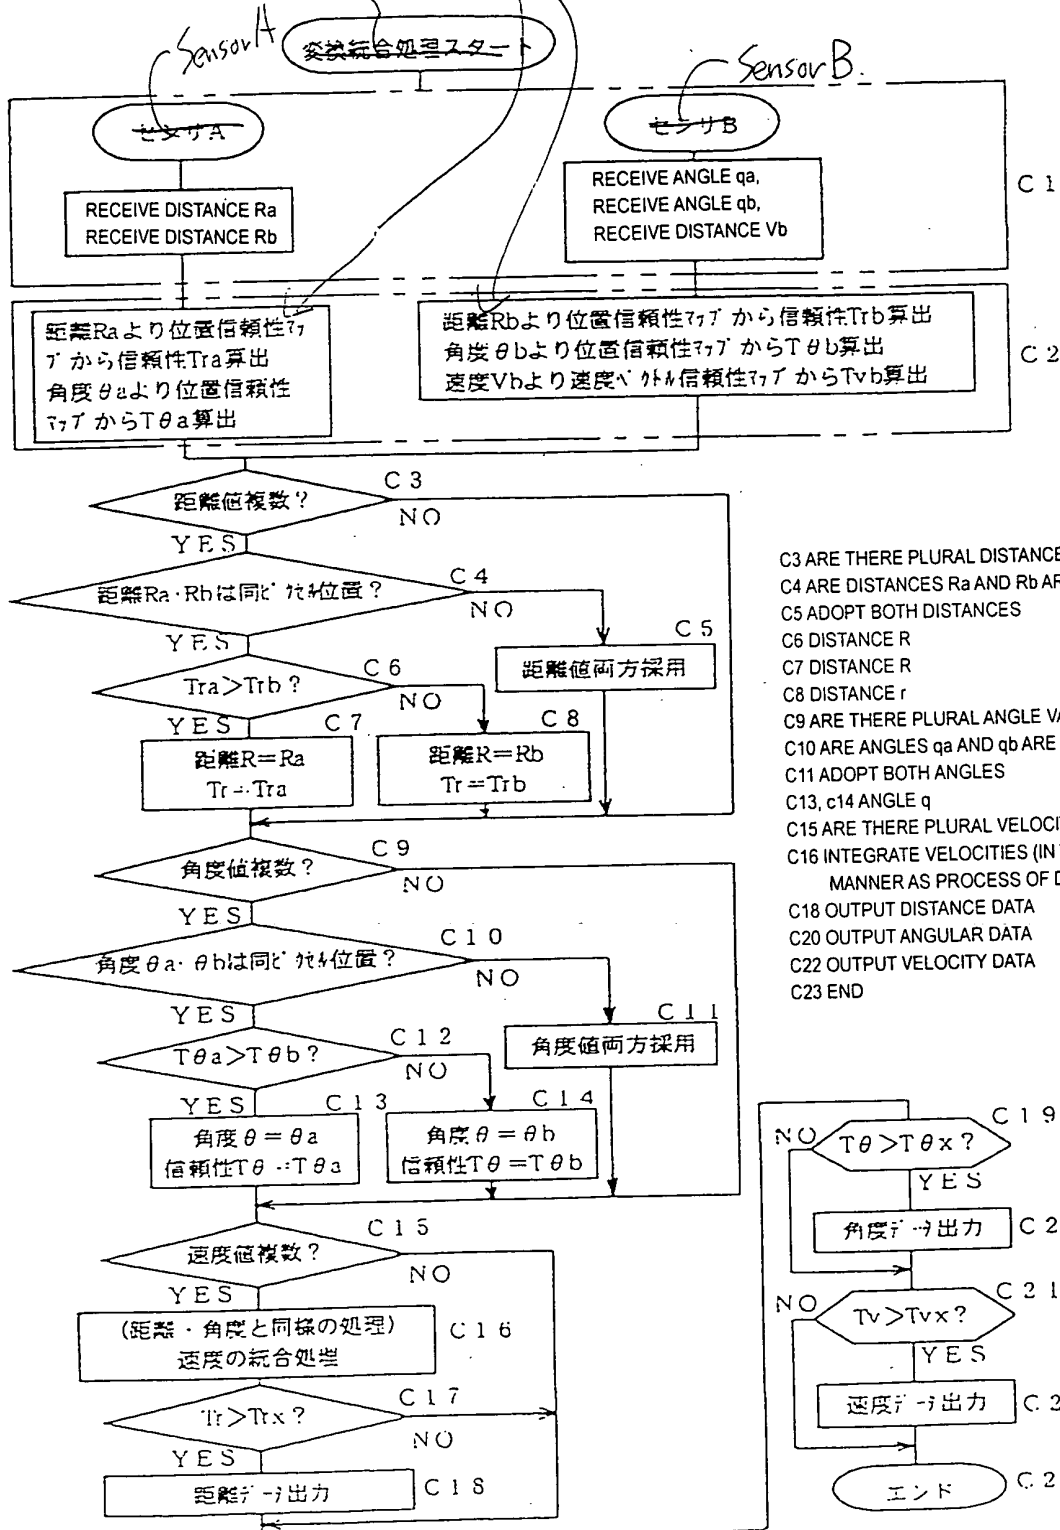 Sensor A
変換統合処理スタート
Sensor B.
センサA
センサB
RECEIVE DISTANCE Ra
RECEIVE DISTANCE Rb
RECEIVE ANGLE qa,
RECEIVE ANGLE qb,
RECEIVE DISTANCE Vb
C 1
距離Raより位置信頼性マッ
プから信頼性Tra算出
角度θaより位置信頼性
マップからTθa算出
距離Rbより位置信頼性マップから信頼性Trb算出
角度θbより位置信頼性マップからTθb算出
速度Vbより速度ベクトル信頼性マップからTvb算出
C 2
C 3
距離値複数?
NO
YES
C 4
距離Ra・Rbは同ピクセル位置?
NO
YES
C 5
距離値両方採用
C 6
Tra>Trb?
NO
YES
C 7
距離R=Ra
Tr=Tra
C 8
距離R=Rb
Tr=Trb
C3 ARE THERE PLURAL DISTANCE
C4 ARE DISTANCES Ra AND Rb AR
C5 ADOPT BOTH DISTANCES
C6 DISTANCE R
C7 DISTANCE R
C8 DISTANCE r
C9 ARE THERE PLURAL ANGLE VA
C10 ARE ANGLES qa AND qb ARE
C11 ADOPT BOTH ANGLES
C13, c14 ANGLE q
C15 ARE THERE PLURAL VELOCI
C16 INTEGRATE VELOCITIES (IN
MANNER AS PROCESS OF D
C18 OUTPUT DISTANCE DATA
C20 OUTPUT ANGULAR DATA
C22 OUTPUT VELOCITY DATA
C23 END
C 9
角度値複数?
NO
YES
C 1 0
角度θa・θbは同ピクセル位置?
NO
YES
C 1 1
角度値両方採用
C 1 2
Tθa>Tθb?
NO
YES
C 1 3
角度θ=θa
信頼性Tθ=Tθa
C 1 4
角度θ=θb
信頼性Tθ=Tθb
C 1 5
速度値複数?
NO
YES
(距離・角度と同様の処理)
速度の統合処理
C 1 6
C 1 7
Tr>Trx?
NO
YES
距離データ出力
C 1 8
C 1 9
NO
Tθ>Tθx?
YES
角度データ出力
C 2
C 2 1
NO
Tv>Tvx?
YES
速度データ出力
C 2
エンド
C 2